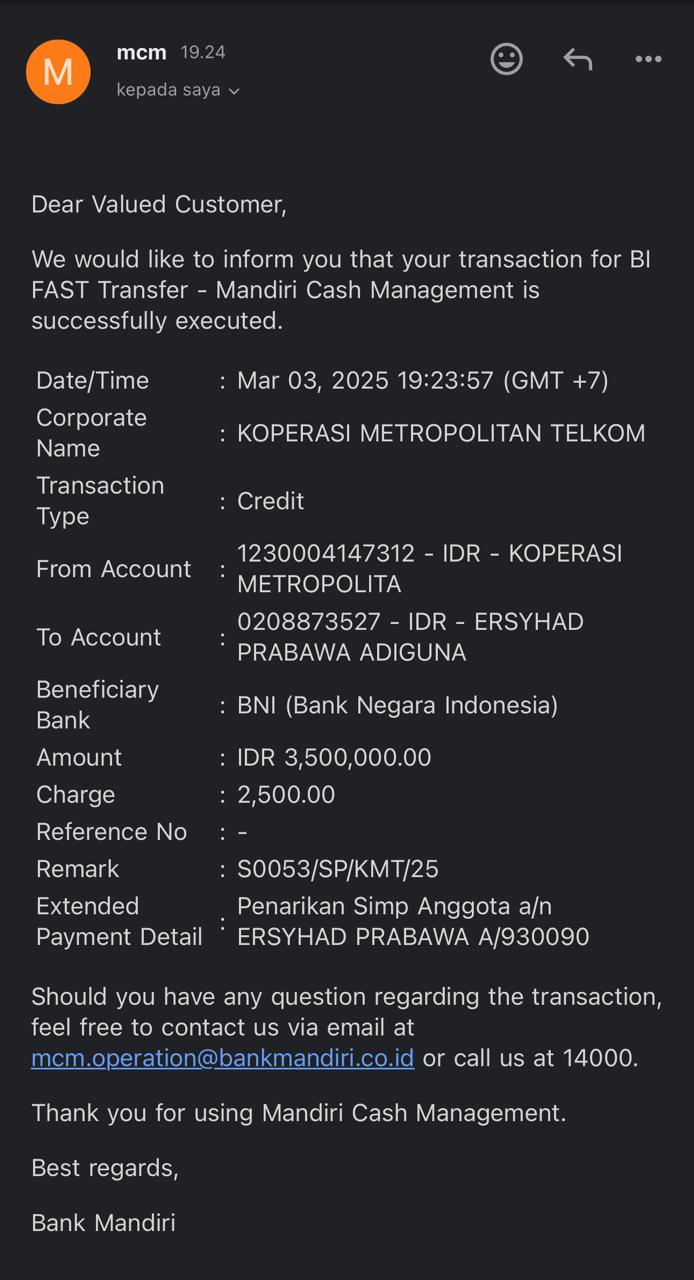 M
mcm 19.24
kepada saya
Dear Valued Customer,
We would like to inform you that your transaction for BI
FAST Transfer - Mandiri Cash Management is
successfully executed.
Date/Time : Mar 03, 2025 19:23:57 (GMT +7)
Corporate
Name : KOPERASI METROPOLITAN TELKOM
Transaction
Type : Credit
From Account : 1230004147312 - IDR - KOPERASI
METROPOLITA
To Account : 0208873527 - IDR - ERSYHAD
PRABAWA ADIGUNA
Beneficiary
Bank : BNI (Bank Negara Indonesia)
Amount : IDR 3,500,000.00
Charge : 2,500.00
Reference No : -
Remark : S0053/SP/KMT/25
Extended
Payment Detail : Penarikan Simp Anggota a/n
ERSYHAD PRABAWA A/930090
Should you have any question regarding the transaction,
feel free to contact us via email at
mcm.operation@bankmandiri.co.id or call us at 14000.
Thank you for using Mandiri Cash Management.
Best regards,
Bank Mandiri